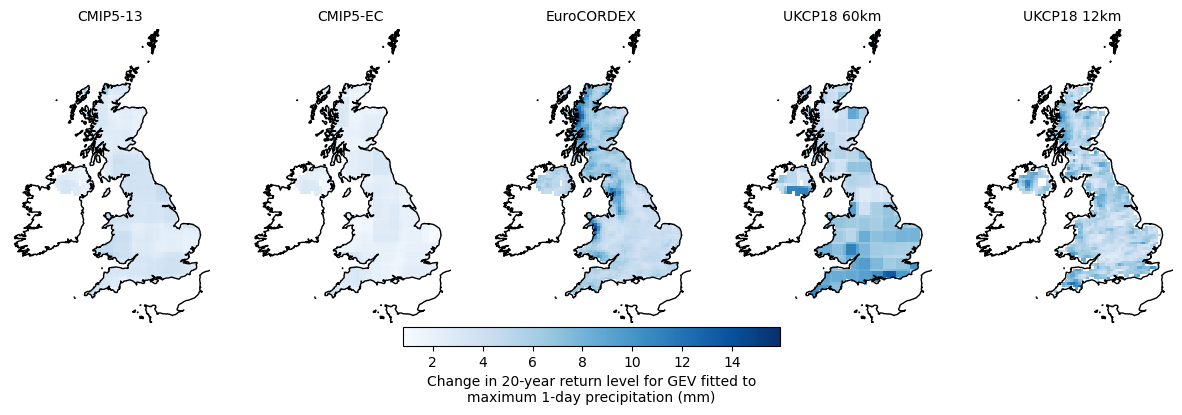 CMIP5-13
CMIP5-EC
EuroCORDEX
UKCP18 60km
UKCP18 12km
2 4 6 8 10 12 14
Change in 20-year return level for GEV fitted to
maximum 1-day precipitation (mm)